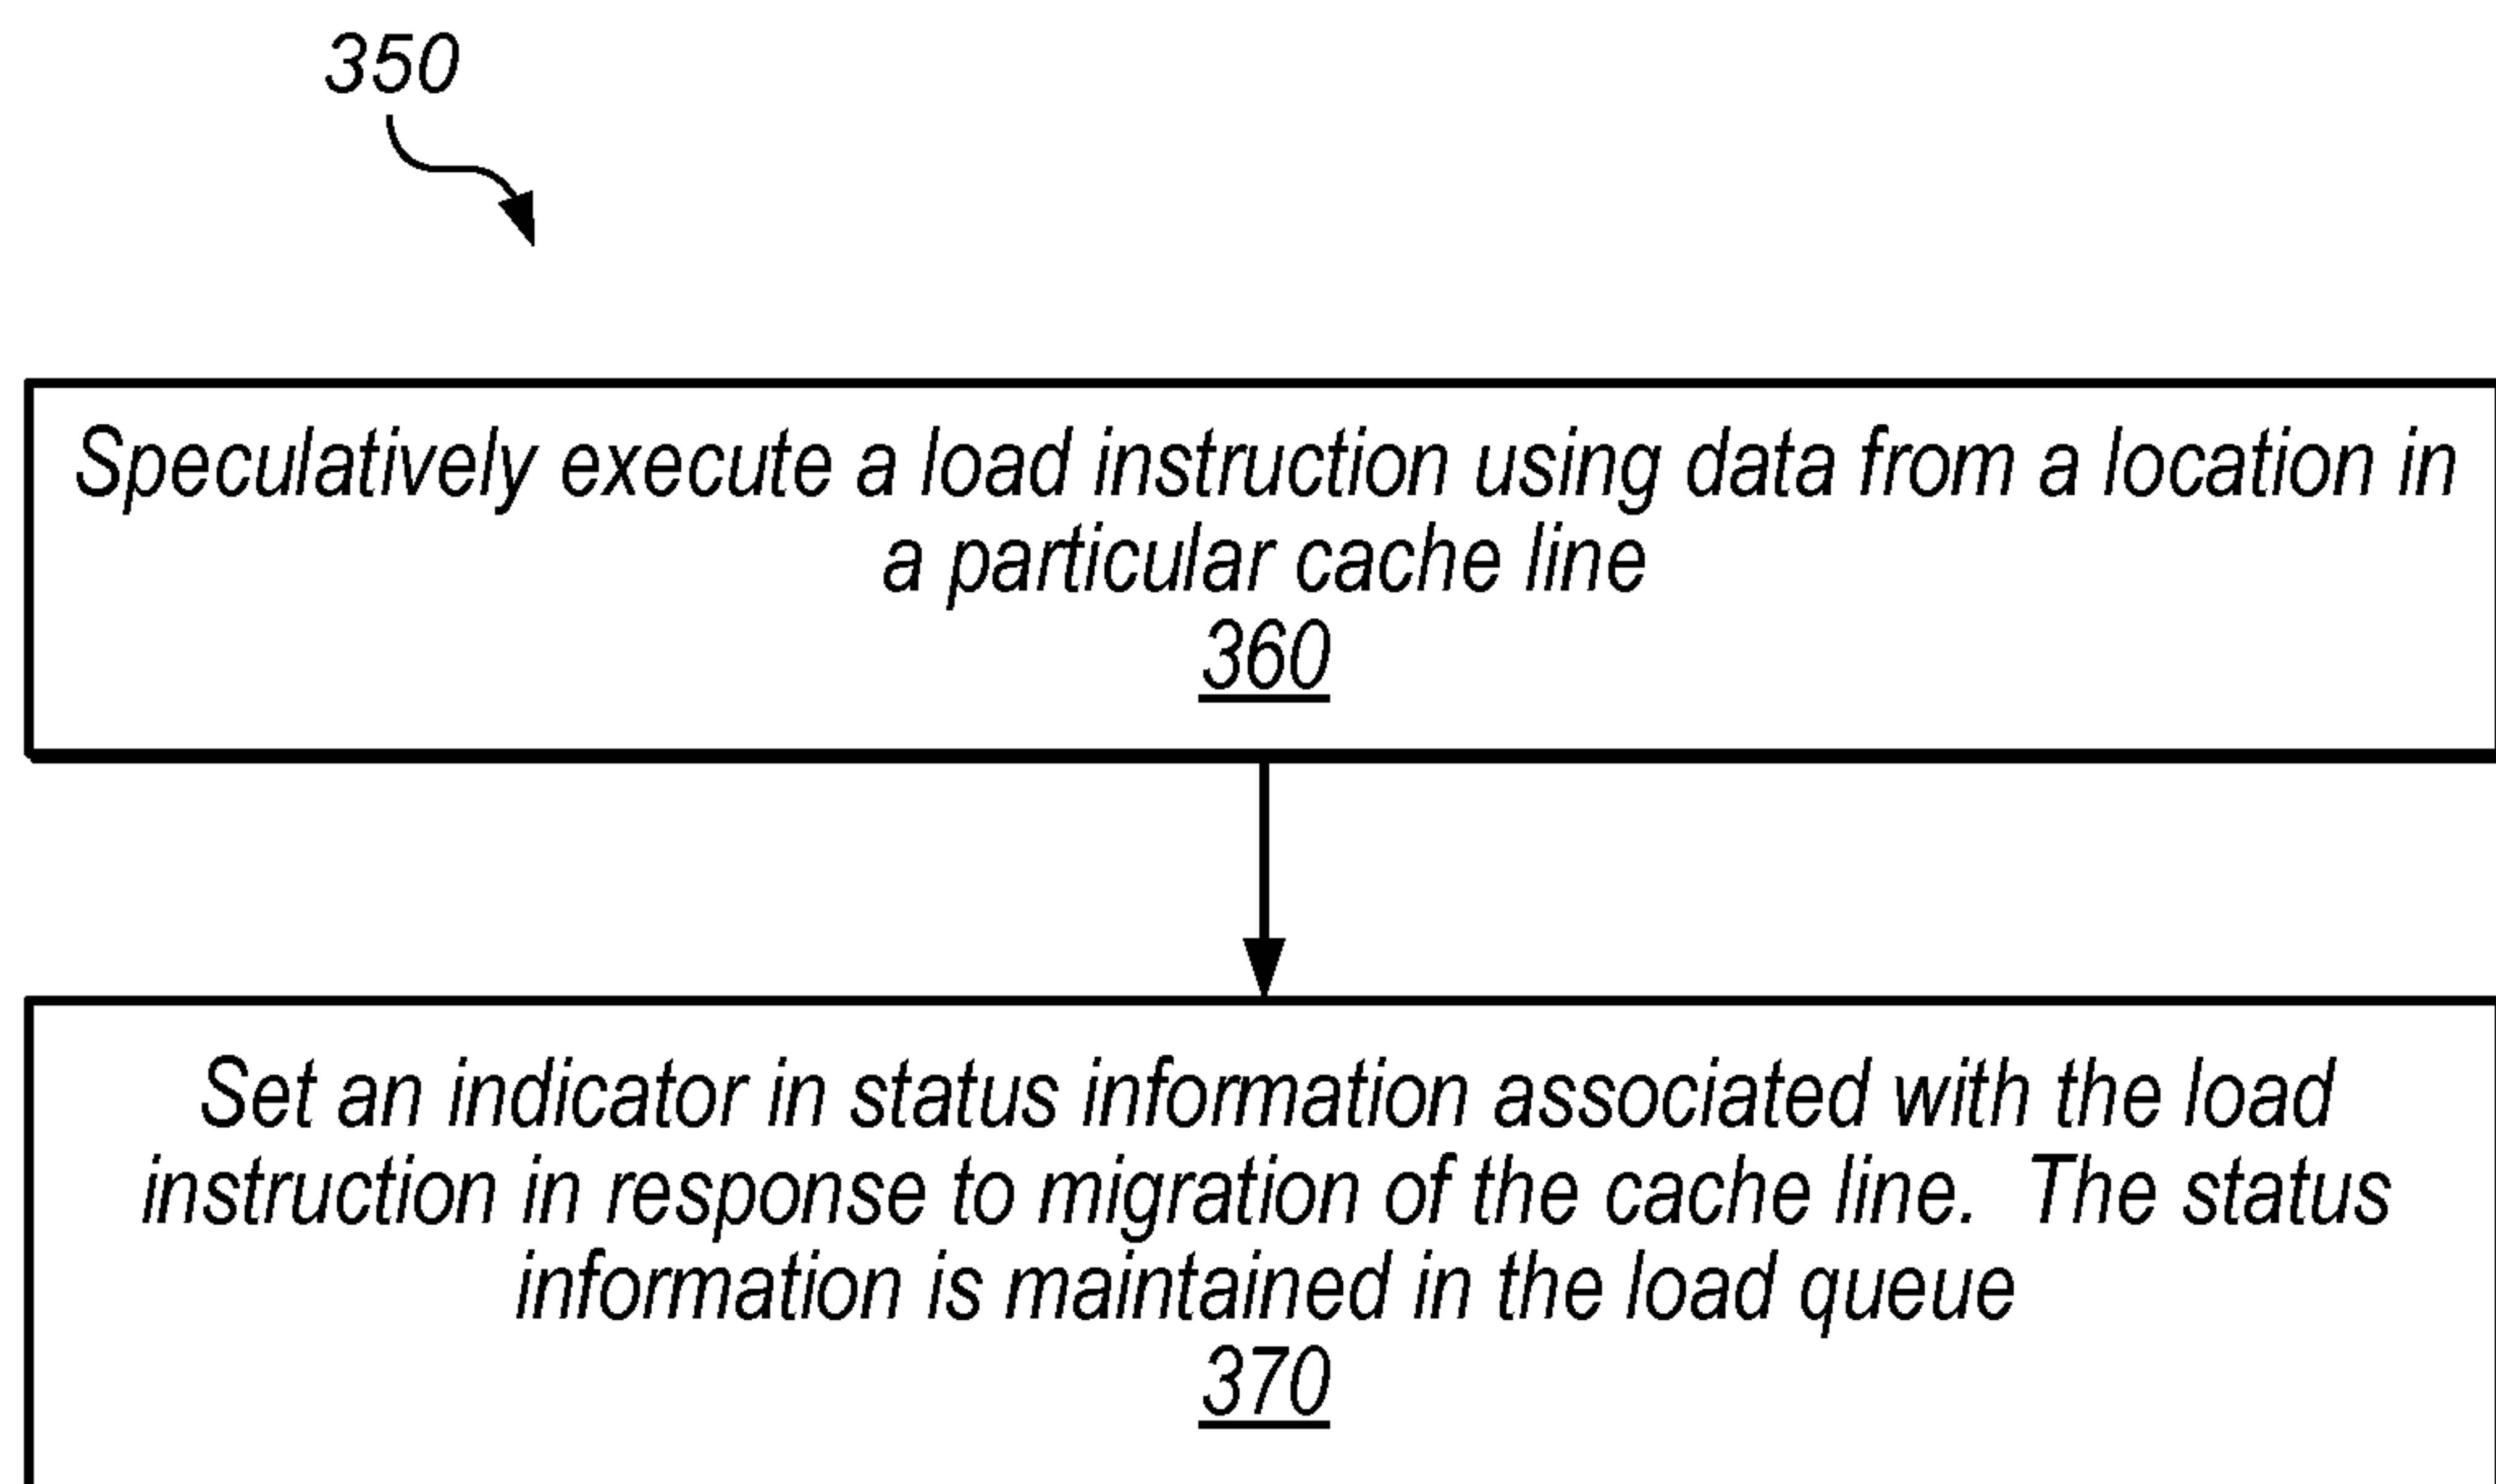 350
Speculatively execute a load instruction using data from a location in
a particular cache line
360
Set an indicator in status information associated with the load
instruction in response to migration of the cache line. The status
information is maintained in the load queue
370